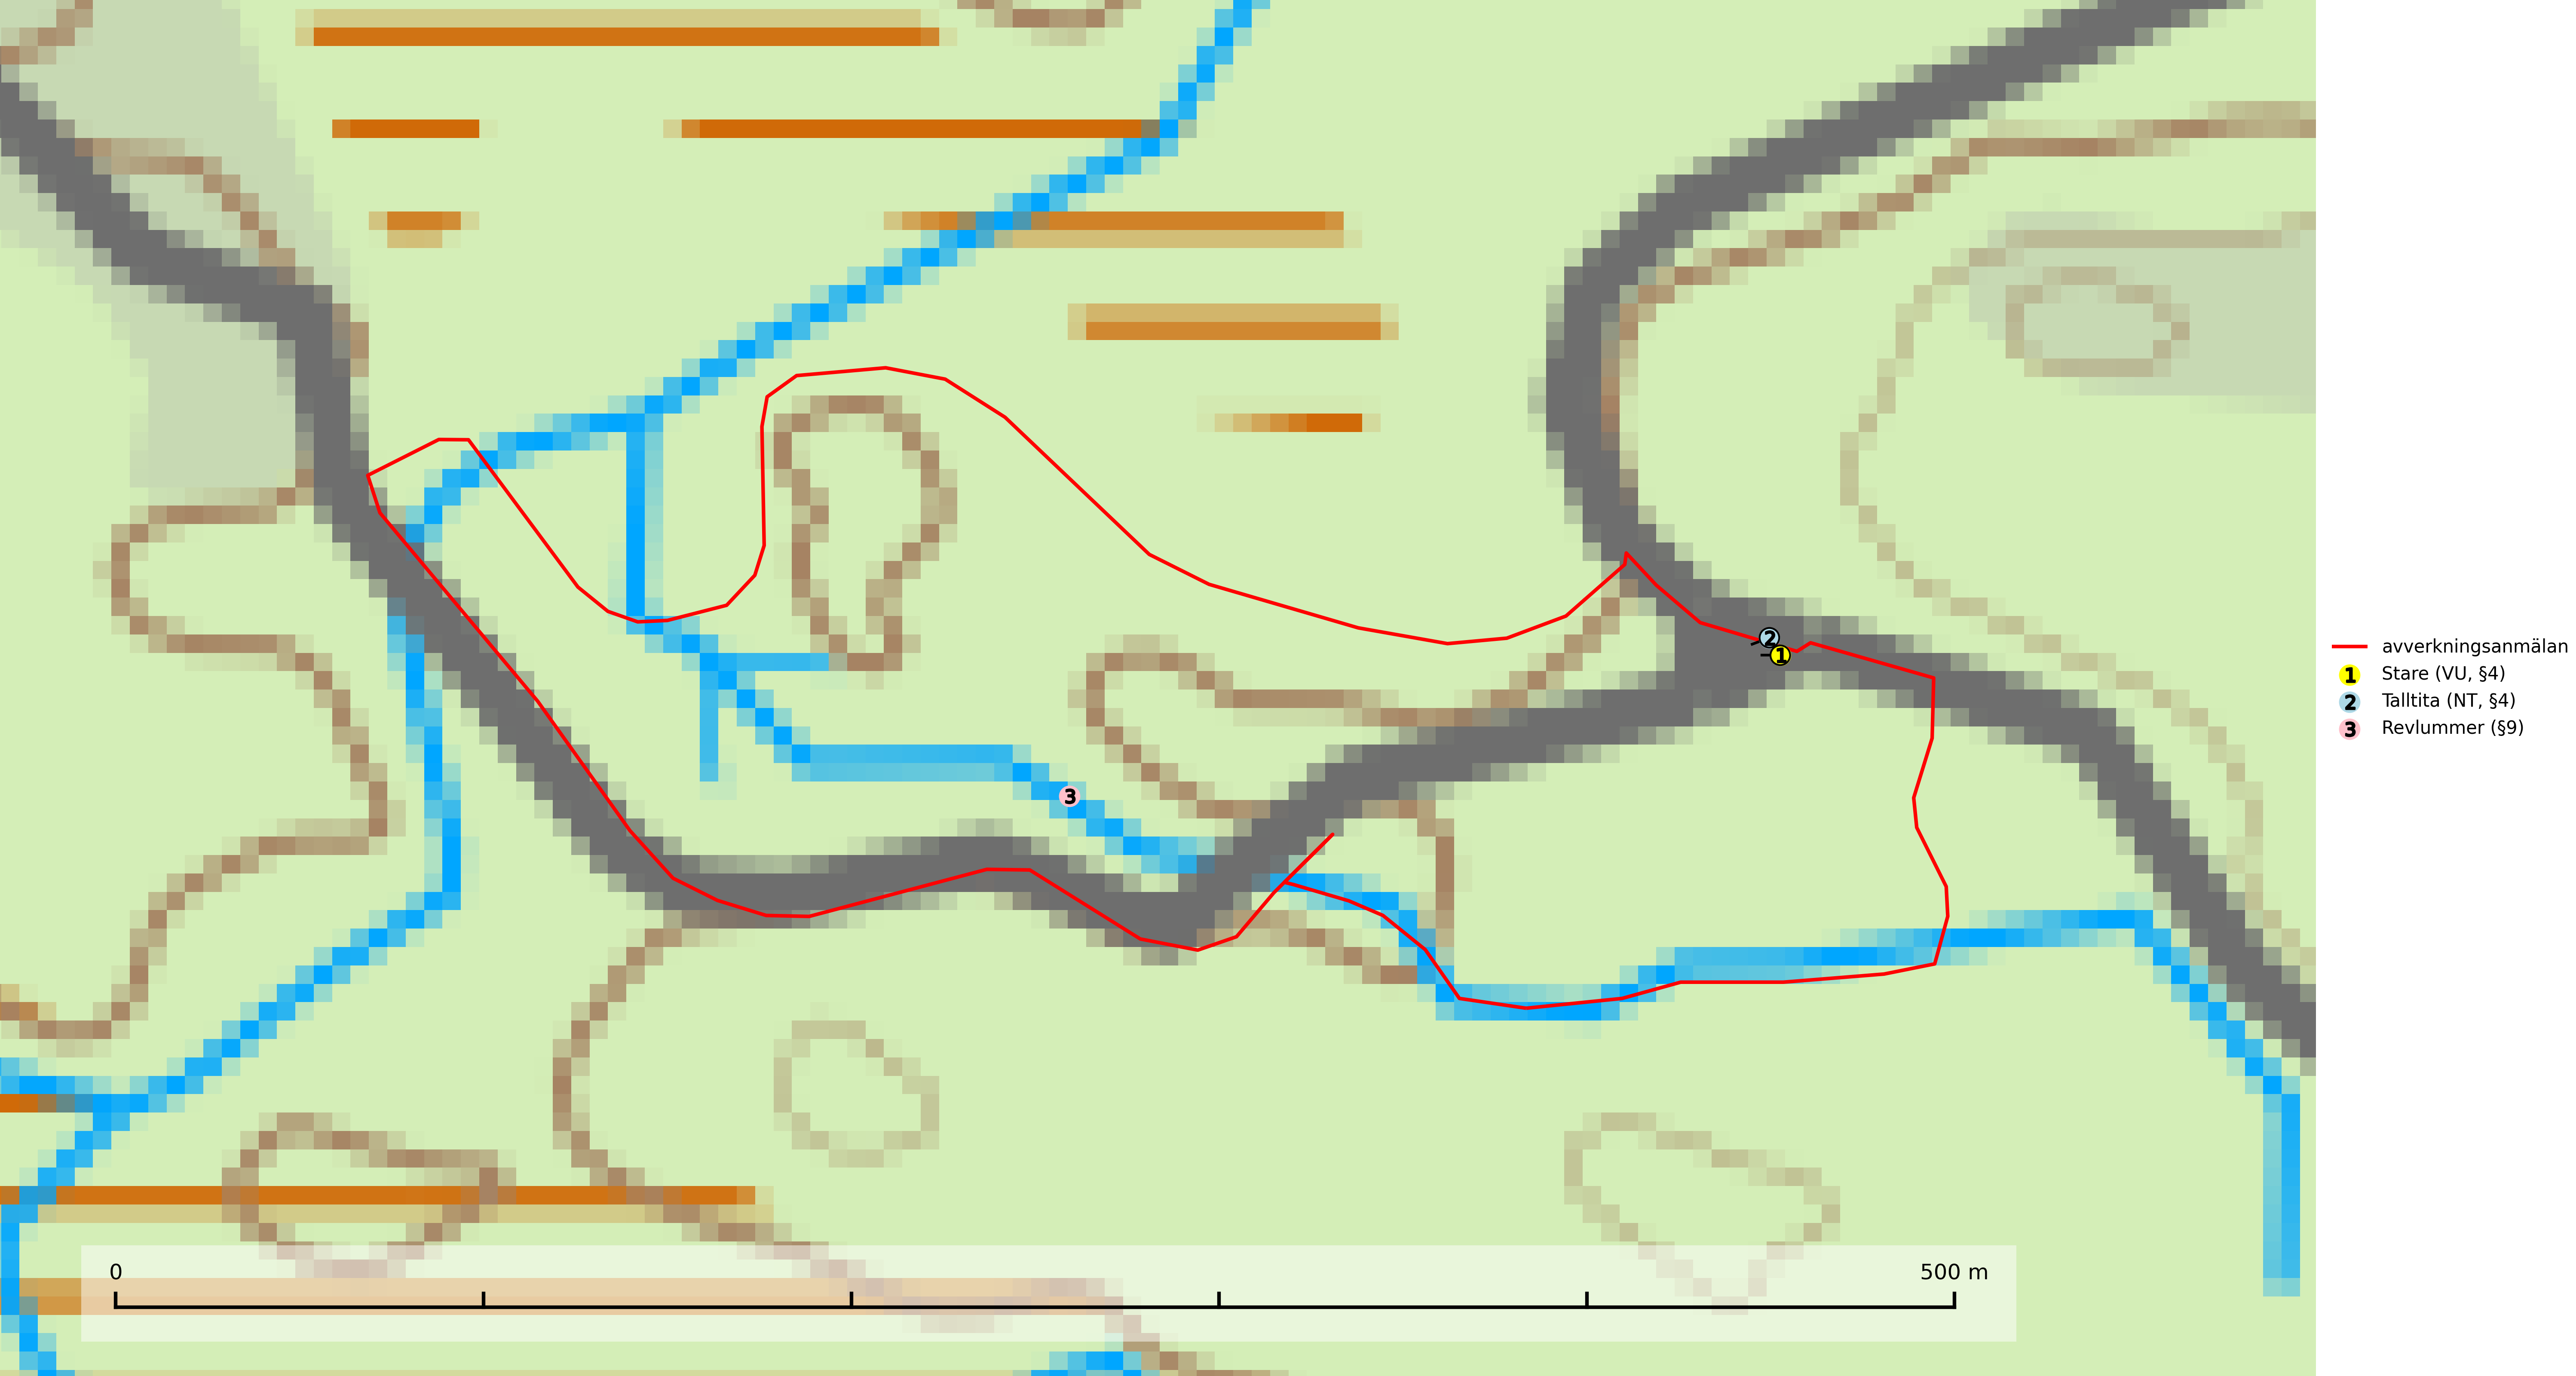 2
1
3
avverkningsanmälan
1 Stare (VU, §4)
2 Talltita (NT, §4)
3 Revlummer (§9)
0 500 m